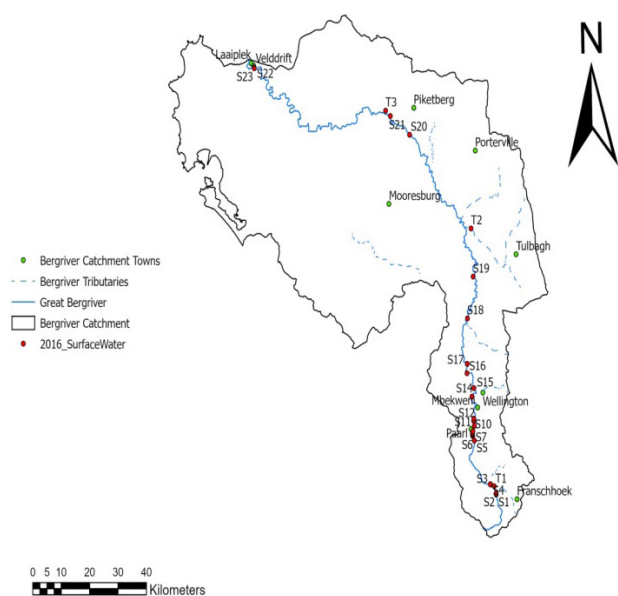 N
Laaiplek
Velddrift
S23
S22
T3
Piketberg
S21
S20
Porterville
Mooresburg
T2
Tulbagh
S19
S18
S17
S16
S14
S15
Mbekweni
Wellington
S12
S11
S10
Paarl
S7
S6
S5
S3
T1
S4
Franschhoek
S2
S1
Bergriver Catchment Towns
Bergriver Tributaries
Great Bergriver
Bergriver Catchment
2016_SurfaceWater
0 5 10 20 30 40
Kilometers